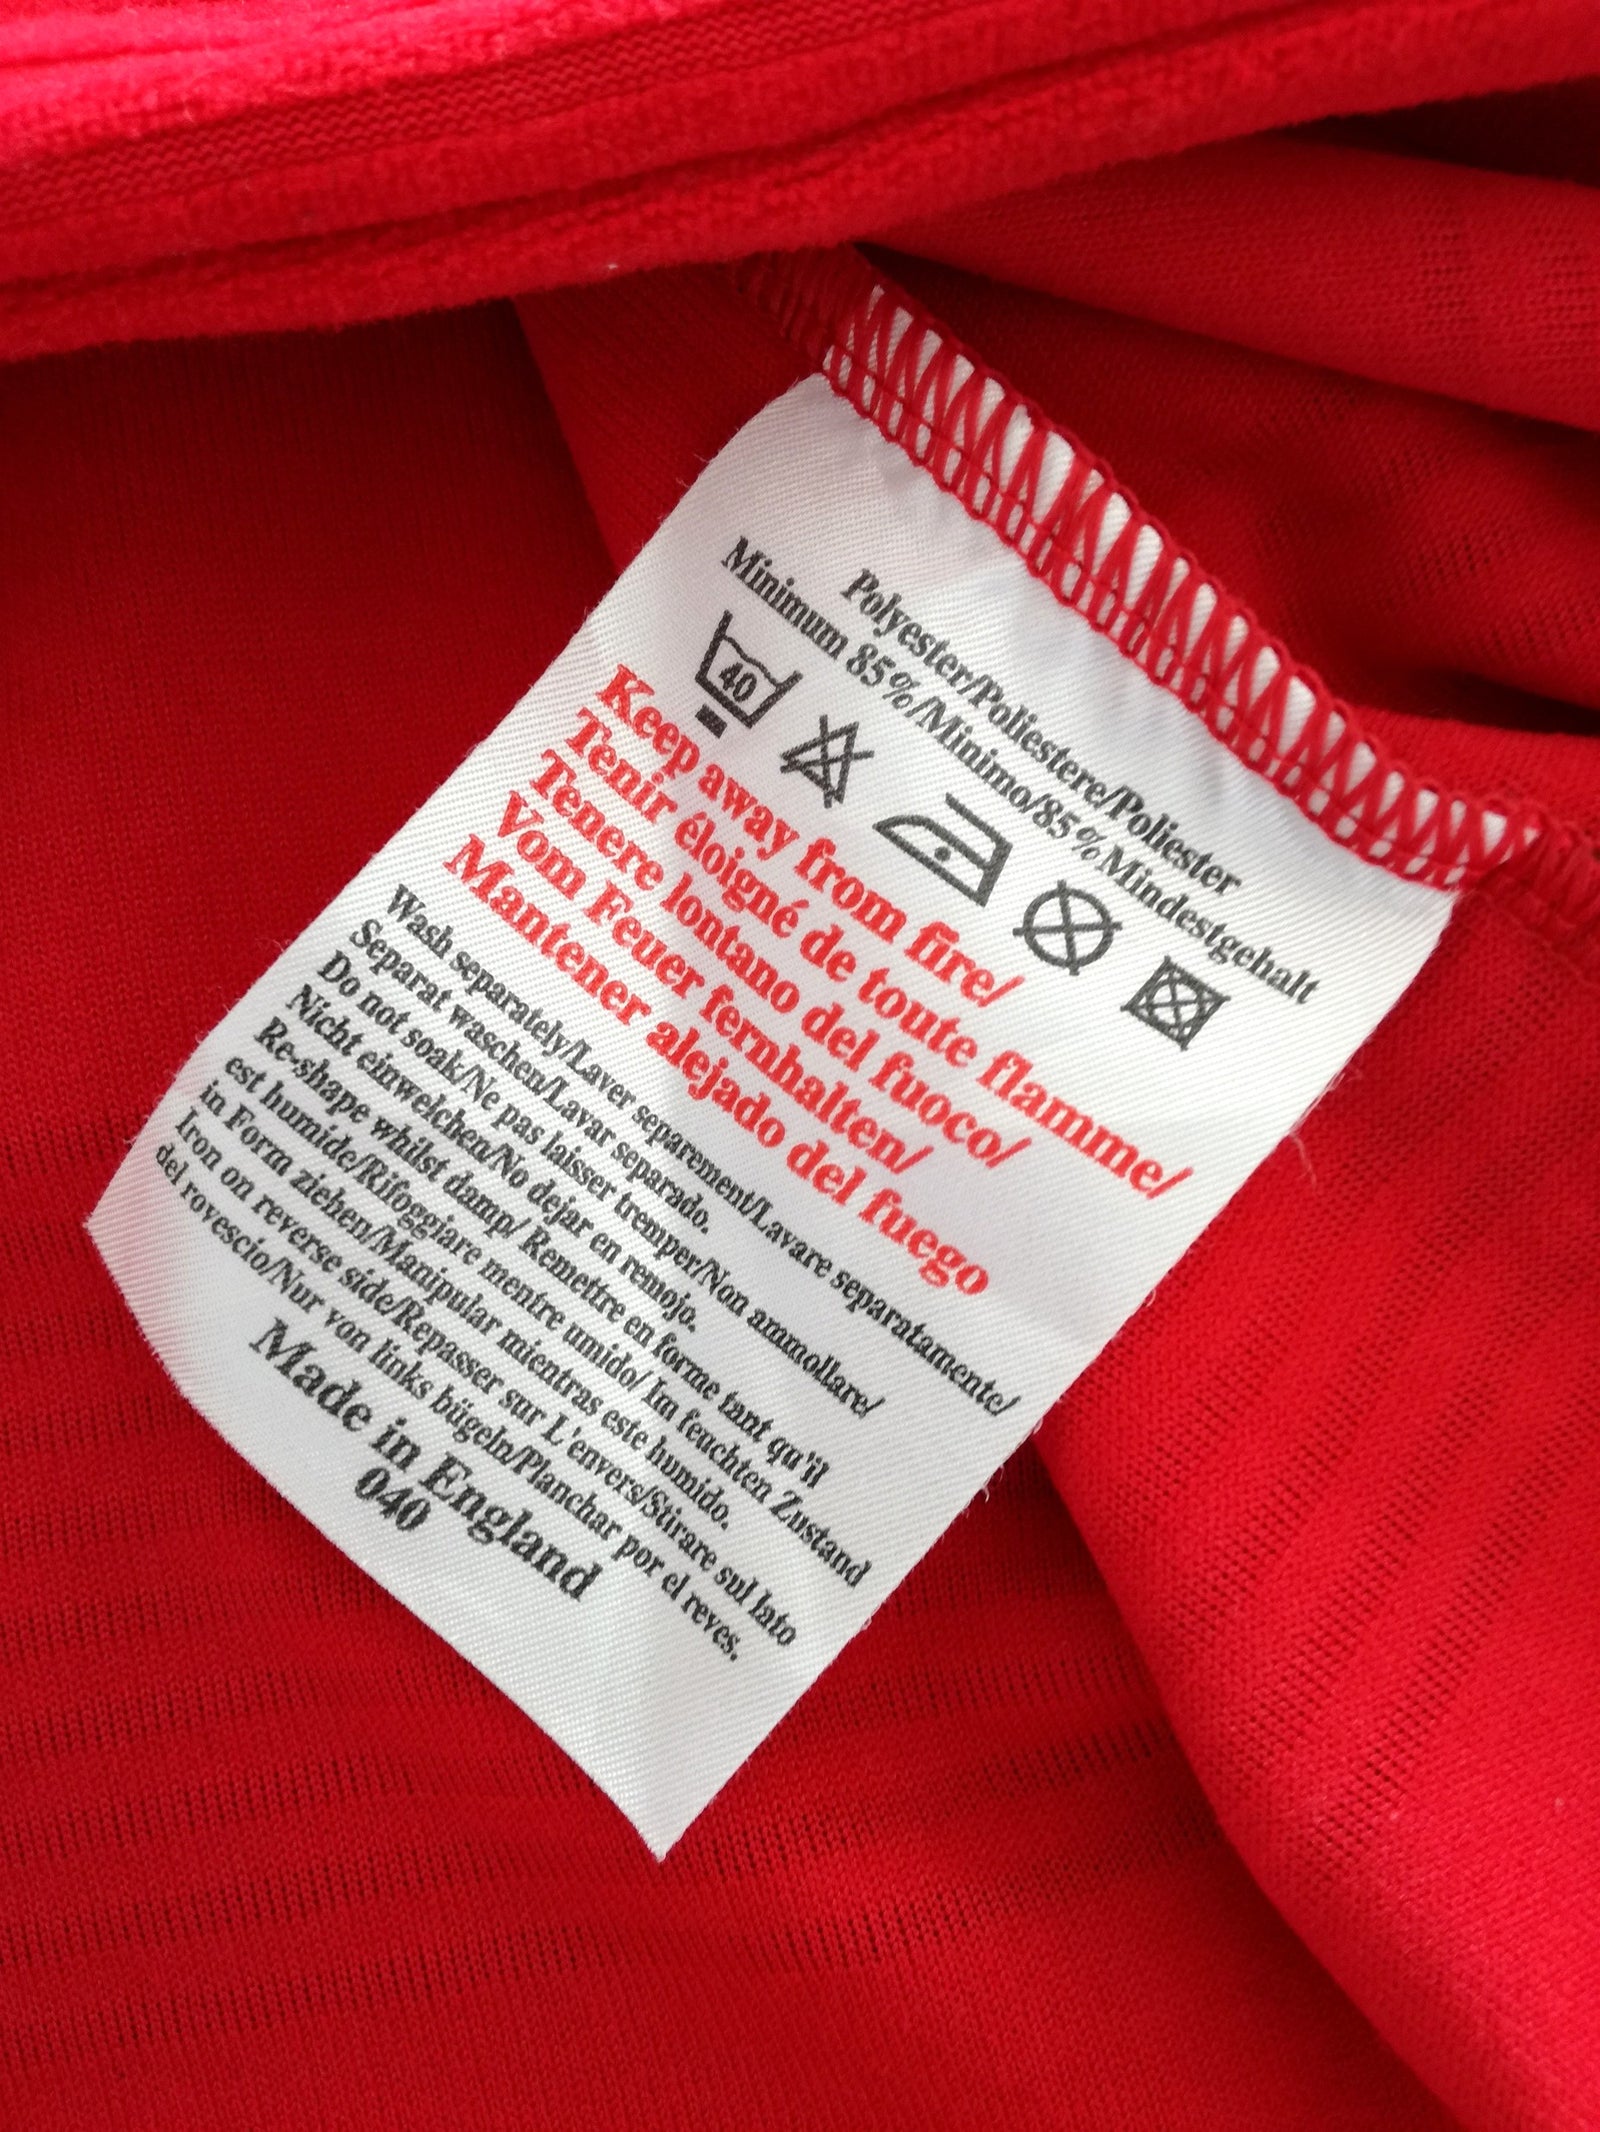 Polyester/Poliestere/Poliester
Minimum 85%/Minimo/85% Mindestgehalt
40
Keep away from fire/
Tenir éloigné de toute flamme/
Tenere lontano del fuoco/
Vom Feuer fernhalten/
Mantener alejado del fuego
Wash separately/Laver separement/Lavare separatamente/
Separat waschen/Lavar separado.
Do not soak/Ne pas laisser tremper/Non ammollare/
Nicht einwelchen/No dejar en remojo.
Re-shape whilst damp/ Remettre en forme tant qu'il
est humide/Rifoggiare mentre umido/ Im feuchten Zustand
in Form ziehen/Manipular mientras este humido.
Iron on reverse side/Repasser sur L'envers/Stirare sul lato
del rovescio/Nur von links bügeln/Planchar por el reves.
Made in England
040